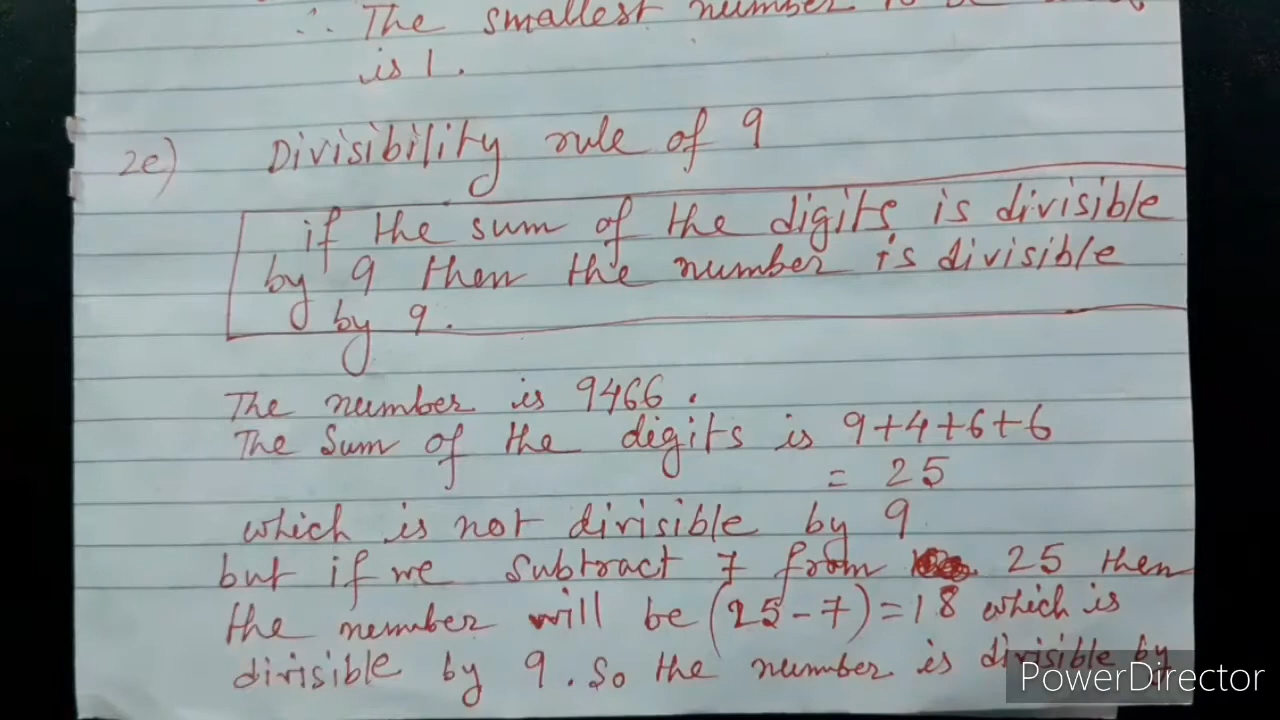 ∴ The smallest number
is 1.
2e) Divisibility rule of 9
if the sum of the digits is divisible
by 9 then the number is divisible
by 9.
The number is 9466.
The Sum of the digits is 9+4+6+6
= 25
which is not divisible by 9
but if we subtract 7 from 25 then
the number will be (25-7)=18 which is
divisible by 9. So the number is divisible by
PowerDirector